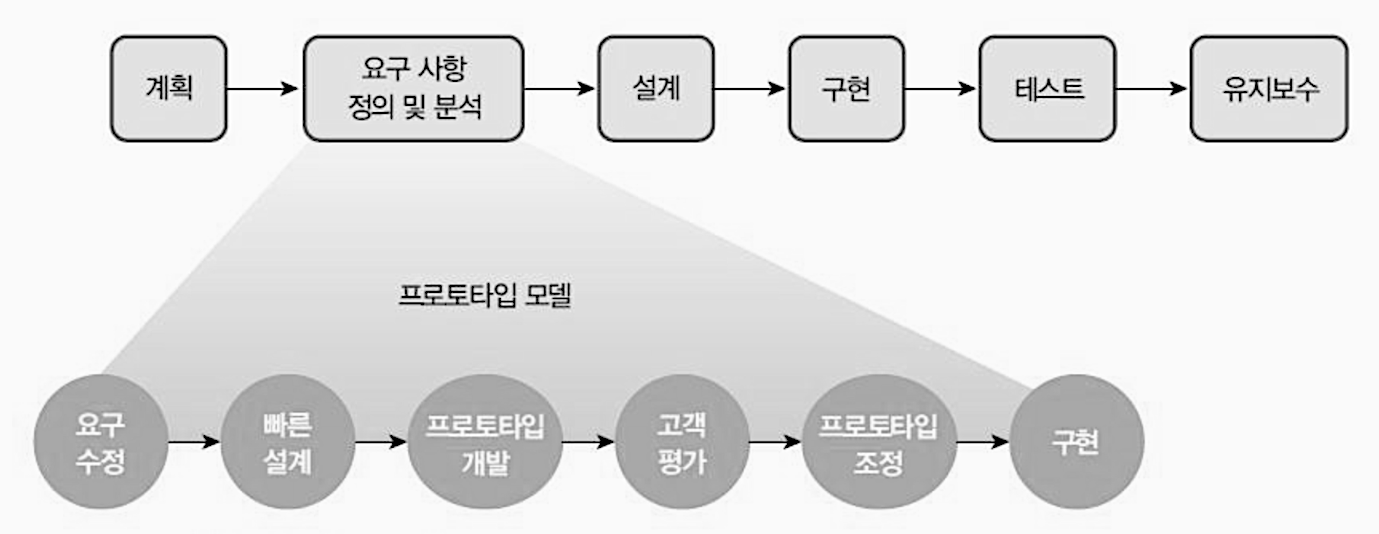 계획
요구 사항
정의 및 분석
설계
구현
테스트
유지보수
프로토타입 모델
요구
수정
빠른
설계
프로토타입
개발
고객
평가
프로토타입
조정
구현